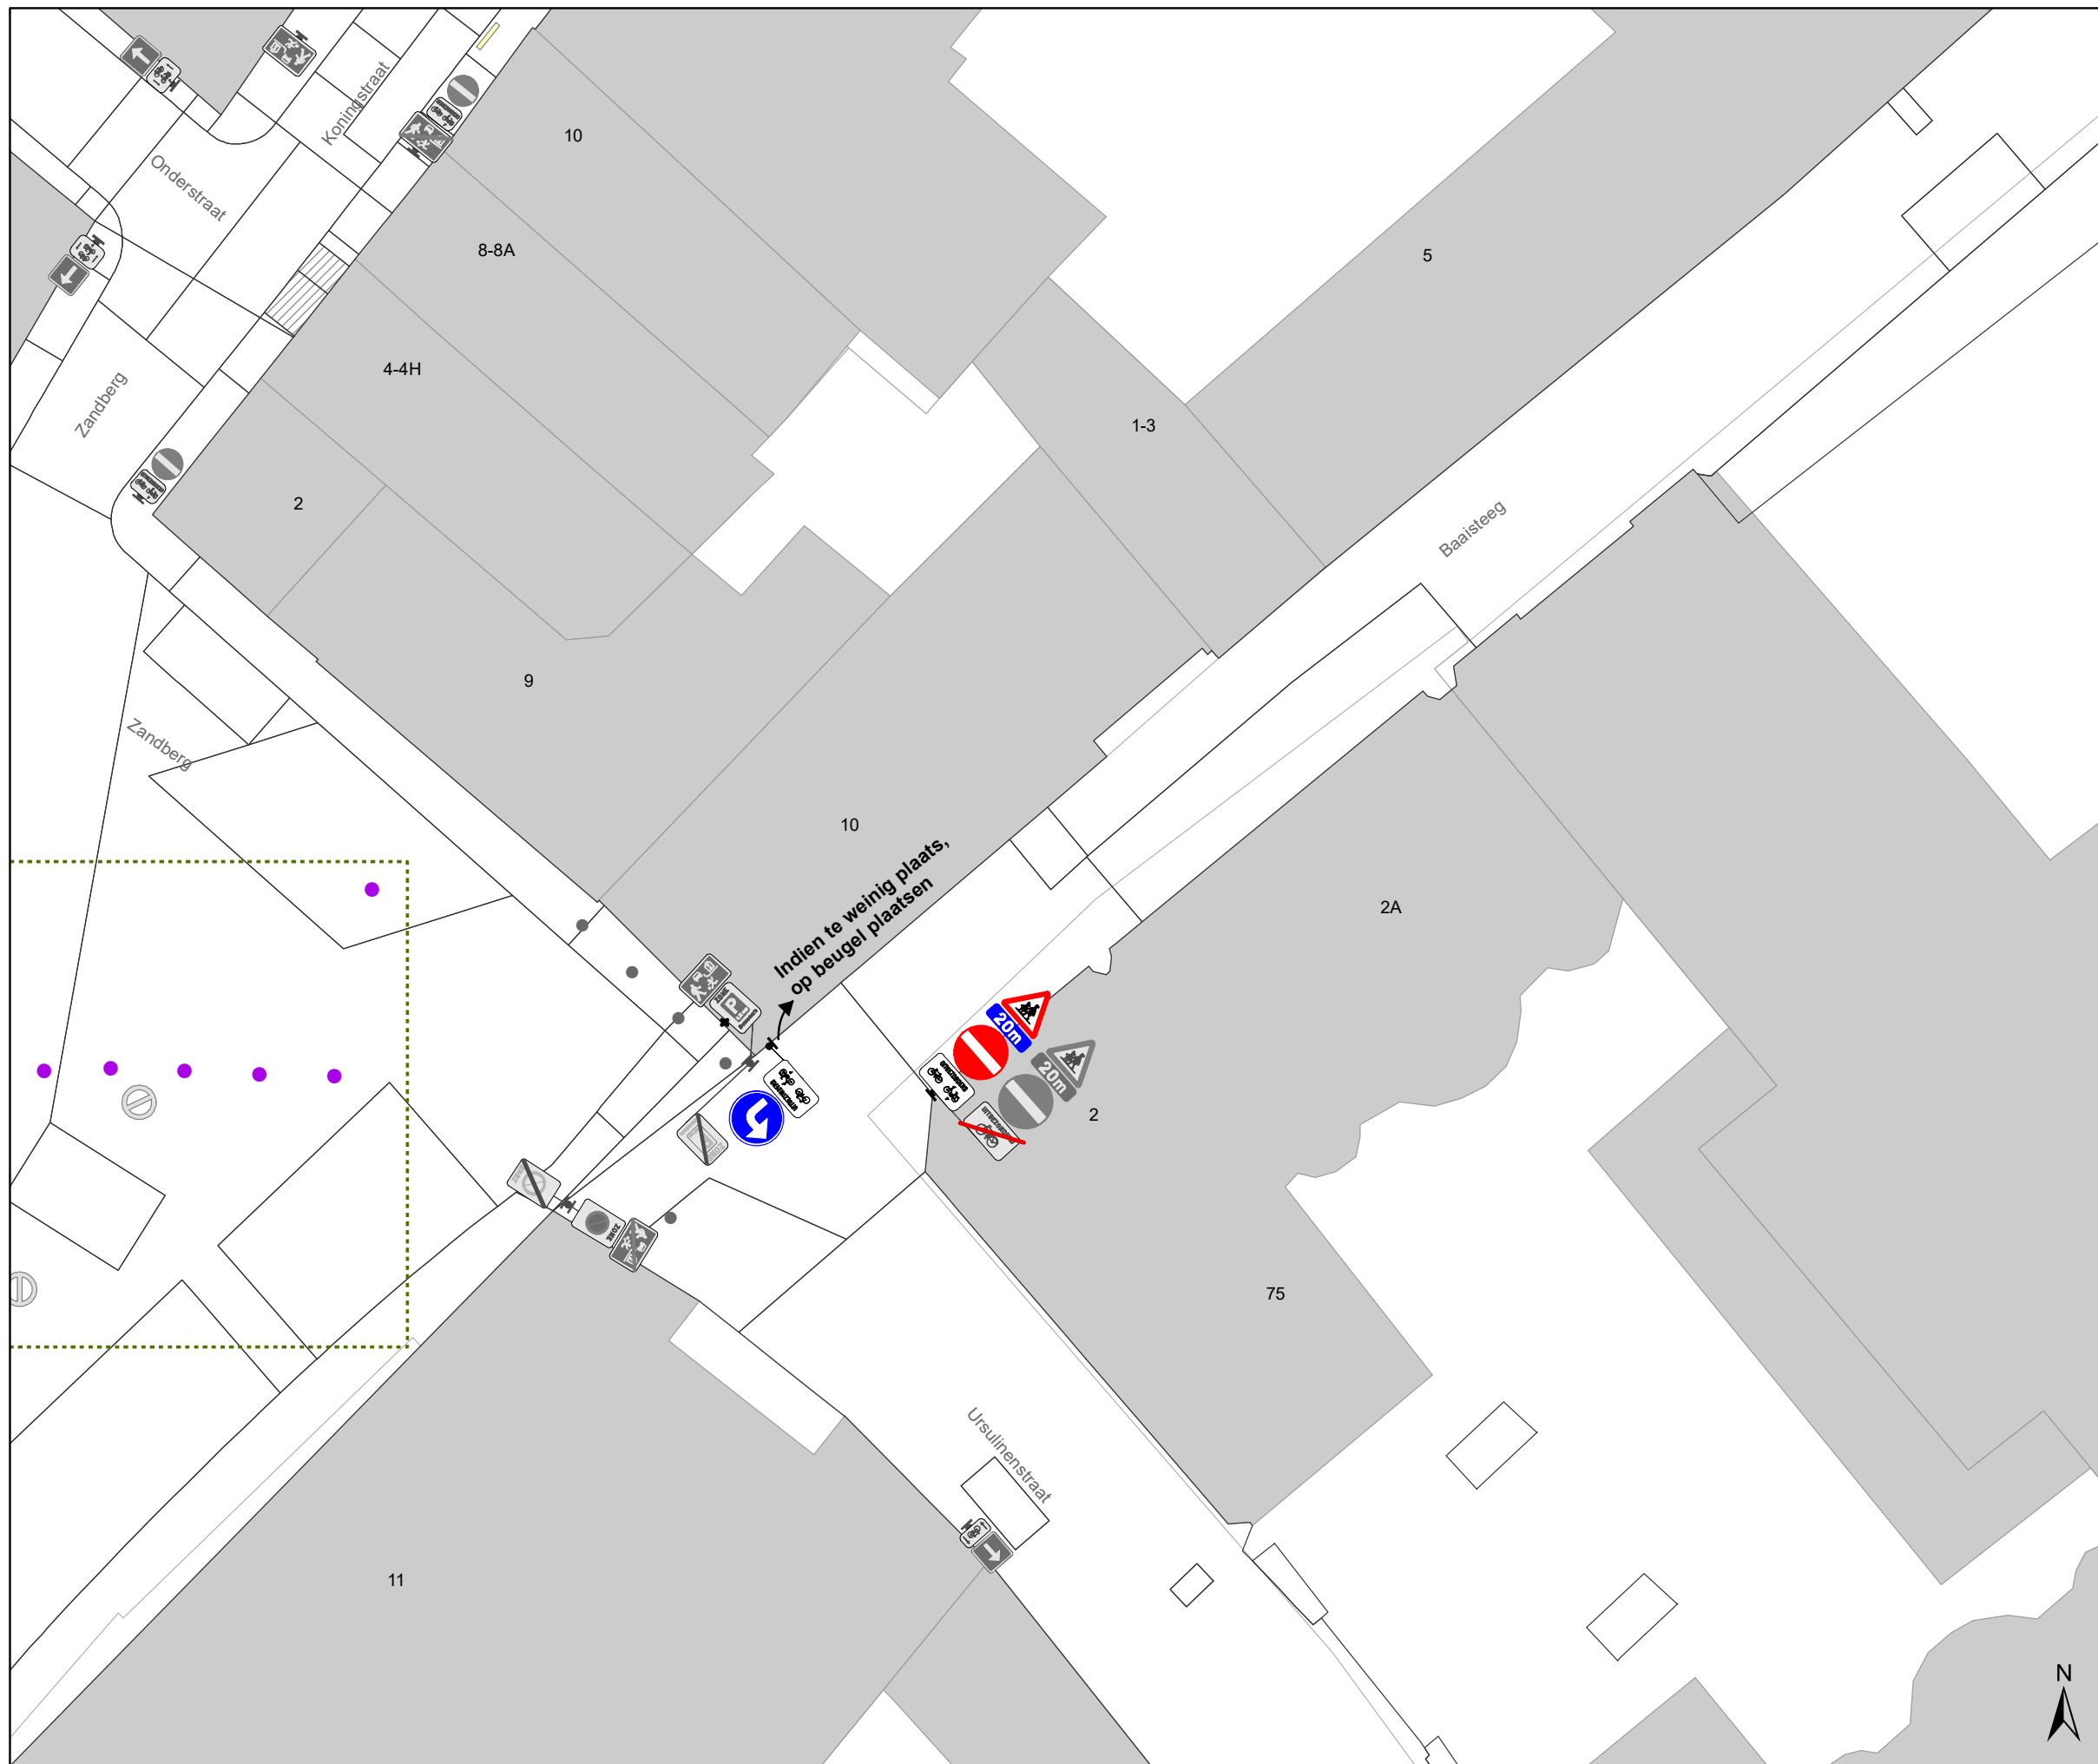 Koningstraat
10
Onderstraat
8-8A
5
4-4H
Zandberg
1-3
2
Baaisteeg
9
Zandberg
10
Indien te weinig plaats,
op beugel plaatsen
2A
20m
20m
2
P
ZONE
75
Ursulinenstraat
11
N